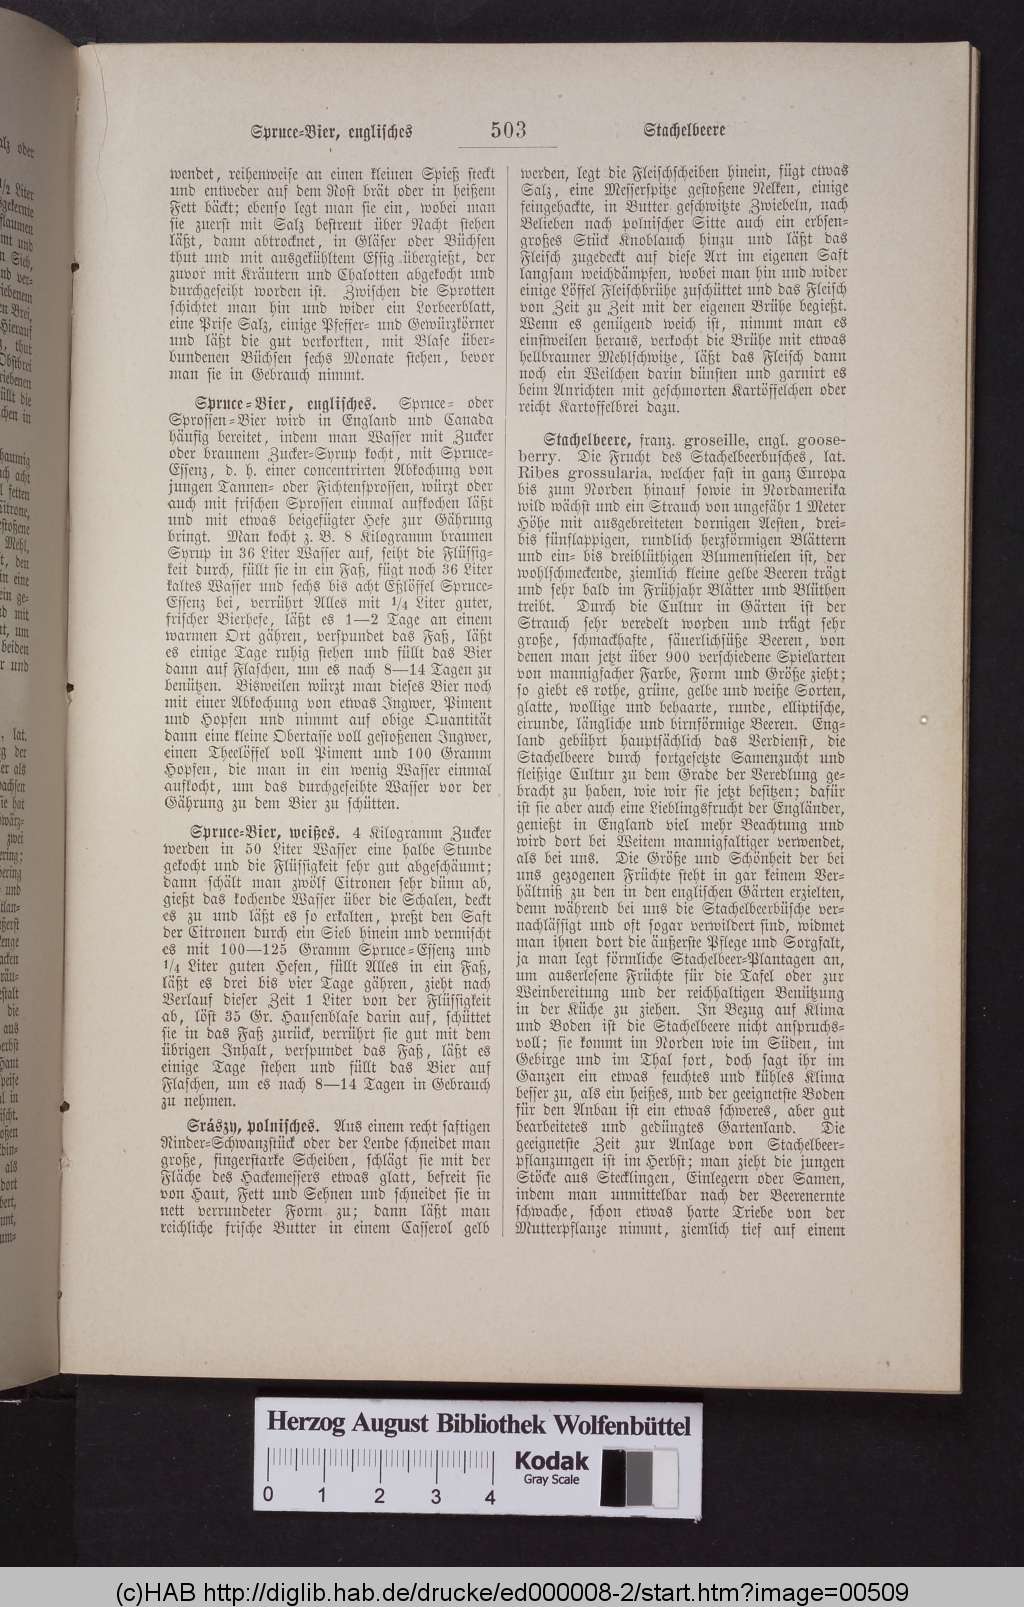 Spruce-Bier, englisches 503 Stachelbeere
wendet, reihenweise an einen kleinen Spieß steckt
und entweder auf dem Rost brät oder in heißem
Fett bäckt; ebenso legt man sie ein, wobei man
sie zuerst mit Salz bestreut über Nacht stehen
läßt, dann abtrocknet, in Gläser oder Büchsen
thut und mit ausgekühltem Essig übergießt, der
zuvor mit Kräutern und Chalotten abgekocht und
durchgeseiht worden ist. Zwischen die Sprotten
schichtet man hin und wider ein Lorbeerblatt,
eine Prise Salz, einige Pfeffer- und Gewürzkörner
und läßt die gut verkorkten, mit Blase über-
bundenen Büchsen sechs Monate stehen, bevor
man sie in Gebrauch nimmt.
Spruce-Bier, englisches. Spruce- oder
Sprossen-Bier wird in England und Canada
häufig bereitet, indem man Wasser mit Zucker
oder braunem Zucker-Syrup kocht, mit Spruce-
Essenz, d. h. einer concentrirten Abkochung von
jungen Tannen- oder Fichtensprossen, würzt oder
auch mit frischen Sprossen einmal aufkochen läßt
und mit etwas beigefügter Hefe zur Gährung
bringt. Man kocht z. B. 8 Kilogramm braunen
Syrup in 36 Liter Wasser auf, seiht die Flüssig-
keit durch, füllt sie in ein Faß, fügt noch 36 Liter
kaltes Wasser und sechs bis acht Eßlöffel Spruce-
Essenz bei, verrührt Alles mit 1/4 Liter guter,
frischer Bierhefe, läßt es 1—2 Tage an einem
warmen Ort gähren, verspundet das Faß, läßt
es einige Tage ruhig stehen und füllt das Bier
dann auf Flaschen, um es nach 8—14 Tagen zu
benützen. Bisweilen würzt man dieses Bier noch
mit einer Abkochung von etwas Ingwer, Piment
und Hopfen und nimmt auf obige Quantität
dann eine kleine Obertasse voll gestoßenen Ingwer,
einen Theelöffel voll Piment und 100 Gramm
Hopfen, die man in ein wenig Wasser einmal
aufkocht, um das durchgeseihte Wasser vor der
Gährung zu dem Bier zu schütten.
Spruce-Bier, weißes. 4 Kilogramm Zucker
werden in 50 Liter Wasser eine halbe Stunde
gekocht und die Flüssigkeit sehr gut abgeschäumt;
dann schält man zwölf Citronen sehr dünn ab,
gießt das kochende Wasser über die Schalen, deckt
es zu und läßt es so erkalten, preßt den Saft
der Citronen durch ein Sieb hinein und vermischt
es mit 100—125 Gramm Spruce-Essenz und
1/4 Liter guten Hefen, füllt Alles in ein Faß,
läßt es drei bis vier Tage gähren, zieht nach
Verlauf dieser Zeit 1 Liter von der Flüssigkeit
ab, löst 35 Gr. Hausenblase darin auf, schüttet
sie in das Faß zurück, verrührt sie gut mit dem
übrigen Inhalt, verspundet das Faß, läßt es
einige Tage stehen und füllt das Bier auf
Flaschen, um es nach 8—14 Tagen in Gebrauch
zu nehmen.
Srászy, polnisches. Aus einem recht saftigen
Rinder-Schwanzstück oder der Lende schneidet man
große, fingerstarke Scheiben, schlägt sie mit der
Fläche des Hackemessers etwas glatt, befreit sie
von Haut, Fett und Sehnen und schneidet sie in
nett verrundeter Form zu; dann läßt man
reichliche frische Butter in einem Casserol gelb
werden, legt die Fleischscheiben hinein, fügt etwas
Salz, eine Messerspitze gestoßene Nelken, einige
feingehackte, in Butter geschwitzte Zwiebeln, nach
Belieben nach polnischer Sitte auch ein erbsen-
großes Stück Knoblauch hinzu und läßt das
Fleisch zugedeckt auf diese Art im eigenen Saft
langsam weichdämpfen, wobei man hin und wider
einige Löffel Fleischbrühe zuschüttet und das Fleisch
von Zeit zu Zeit mit der eigenen Brühe begießt.
Wenn es genügend weich ist, nimmt man es
einstweilen heraus, verkocht die Brühe mit etwas
hellbrauner Mehlschwitze, läßt das Fleisch dann
noch ein Weilchen darin dünsten und garnirt es
beim Anrichten mit geschmorten Kartöffelchen oder
reicht Kartoffelbrei dazu.
Stachelbeere, franz. groseille, engl. goose-
berry. Die Frucht des Stachelbeerbusches, lat.
Ribes grossularia, welcher fast in ganz Europa
bis zum Norden hinauf sowie in Nordamerika
wild wächst und ein Strauch von ungefähr 1 Meter
Höhe mit ausgebreiteten dornigen Aesten, drei-
bis fünflappigen, rundlich herzförmigen Blättern
und ein- bis dreiblüthigen Blumenstielen ist, der
wohlschmeckende, ziemlich kleine gelbe Beeren trägt
und sehr bald im Frühjahr Blätter und Blüthen
treibt. Durch die Cultur in Gärten ist der
Strauch sehr veredelt worden und trägt sehr
große, schmackhafte, säuerlichsüße Beeren, von
denen man jetzt über 900 verschiedene Spielarten
von mannigfacher Farbe, Form und Größe zieht;
so giebt es rothe, grüne, gelbe und weiße Sorten,
glatte, wollige und behaarte, runde, elliptische,
eirunde, längliche und birnförmige Beeren. Eng-
land gebührt hauptsächlich das Verdienst, die
Stachelbeere durch fortgesetzte Samenzucht und
fleißige Cultur zu dem Grade der Veredlung ge-
bracht zu haben, wie wir sie jetzt besitzen; dafür
ist sie aber auch eine Lieblingsfrucht der Engländer,
genießt in England viel mehr Beachtung und
wird dort bei Weitem mannigfaltiger verwendet,
als bei uns. Die Größe und Schönheit der bei
uns gezogenen Früchte steht in gar keinem Ver-
hältniß zu den in den englischen Gärten erzielten,
denn während bei uns die Stachelbeerbüsche ver-
nachlässigt und oft sogar verwildert sind, widmet
man ihnen dort die äußerste Pflege und Sorgfalt,
ja man legt förmliche Stachelbeer-Plantagen an,
um auserlesene Früchte für die Tafel oder zur
Weinbereitung und der reichhaltigen Benützung
in der Küche zu ziehen. In Bezug auf Klima
und Boden ist die Stachelbeere nicht anspruchs-
voll; sie kommt im Norden wie im Süden, im
Gebirge und im Thal fort, doch sagt ihr im
Ganzen ein etwas feuchtes und kühles Klima
besser zu, als ein heißes, und der geeignetste Boden
für den Anbau ist ein etwas schweres, aber gut
bearbeitetes und gedüngtes Gartenland. Die
geeignetste Zeit zur Anlage von Stachelbeer-
pflanzungen ist im Herbst; man zieht die jungen
Stöcke aus Stecklingen, Einlegern oder Samen,
indem man unmittelbar nach der Beerenernte
schwache, schon etwas harte Triebe von der
Mutterpflanze nimmt, ziemlich tief auf einem
Herzog August Bibliothek Wolfenbüttel
Kodak
Gray Scale
0 1 2 3 4
(c)HAB http://diglib.hab.de/drucke/ed000008-2/start.htm?image=00509